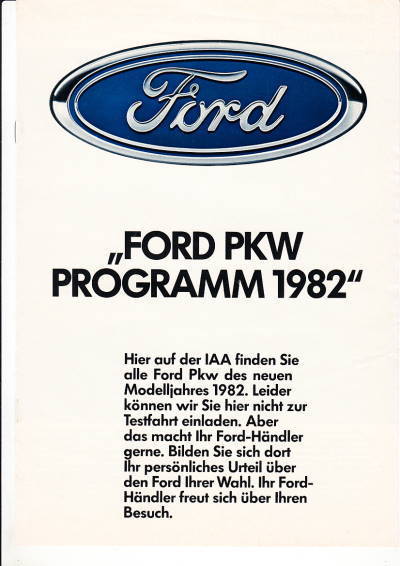 Ford
„FORD PKW
PROGRAMM 1982“
Hier auf der IAA finden Sie
alle Ford Pkw des neuen
Modelljahres 1982. Leider
können wir Sie hier nicht zur
Testfahrt einladen. Aber
das macht Ihr Ford-Händler
gerne. Bilden Sie sich dort
Ihr persönliches Urteil über
den Ford Ihrer Wahl. Ihr Ford-
Händler freut sich über Ihren
Besuch.